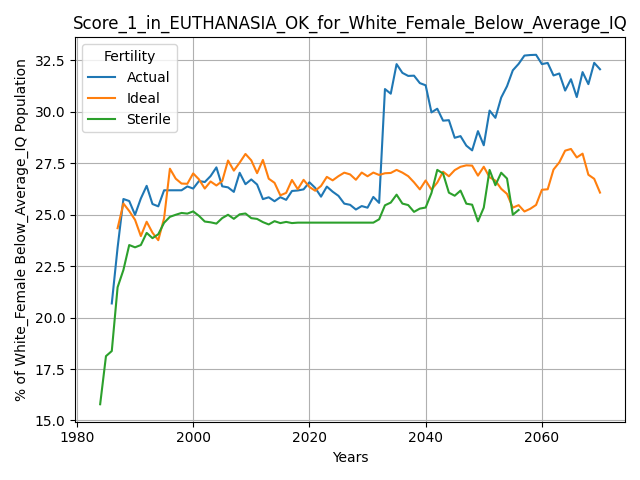 Score_1_in_EUTHANASIA_OK_for_White_Female_Below_Average_IQ
Fertility
Actual
Ideal
Sterile
% of White_Female Below_Average_IQ Population
32.5
30.0
27.5
25.0
22.5
20.0
17.5
15.0
1980
2000
2020
2040
2060
Years